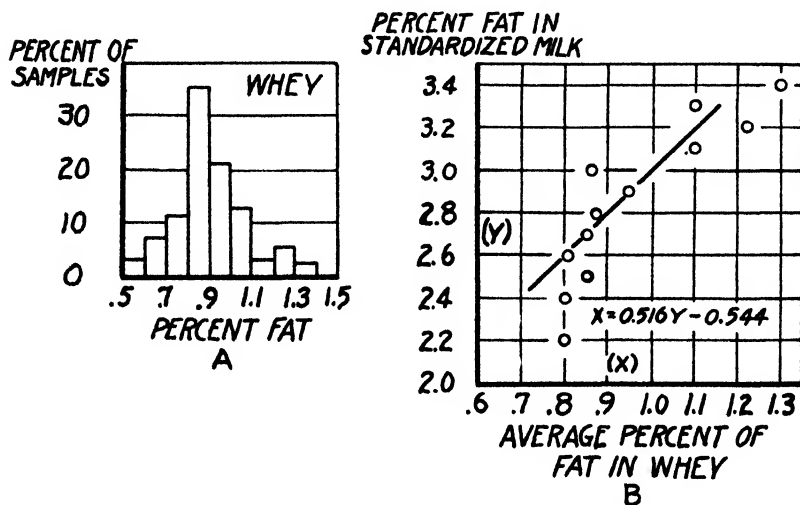 PERCENT OF
SAMPLES
WHEY
30
20
10
0
.5 .7 .9 1.1 1.3 1.5
PERCENT FAT
A
PERCENT FAT IN
STANDARDIZED MILK
3.4
3.2
3.0
2.8
(Y)
2.6
2.4
X=0.516Y-0.544
2.2
(X)
2.0
.6 .7 .8 .9 1.0 1.1 1.2 1.3
AVERAGE PERCENT OF
FAT IN WHEY
B